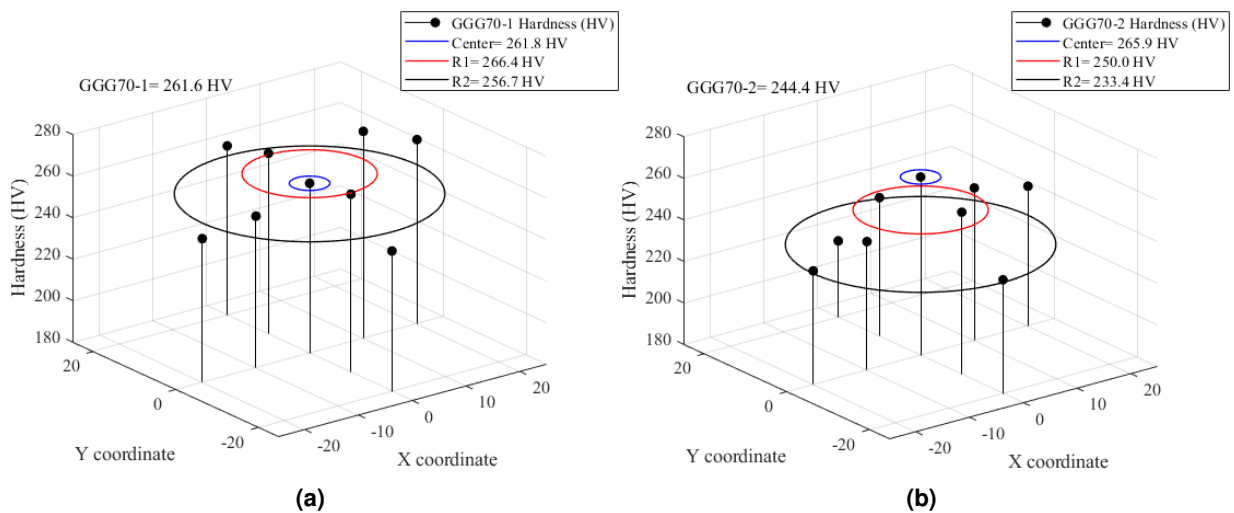 GGG70-1 Hardness (HV)
Center= 261.8 HV
R1= 266.4 HV
R2= 256.7 HV
GGG70-1= 261.6 HV
280
260
240
220
200
180
Hardness (HV)
20
0
-20
Y coordinate
-20
-10
0
10
20
X coordinate
(a)
GGG70-2 Hardness (HV)
Center= 265.9 HV
R1= 250.0 HV
R2= 233.4 HV
GGG70-2= 244.4 HV
280
260
240
220
200
180
Hardness (HV)
20
0
-20
Y coordinate
-20
-10
0
10
20
X coordinate
(b)